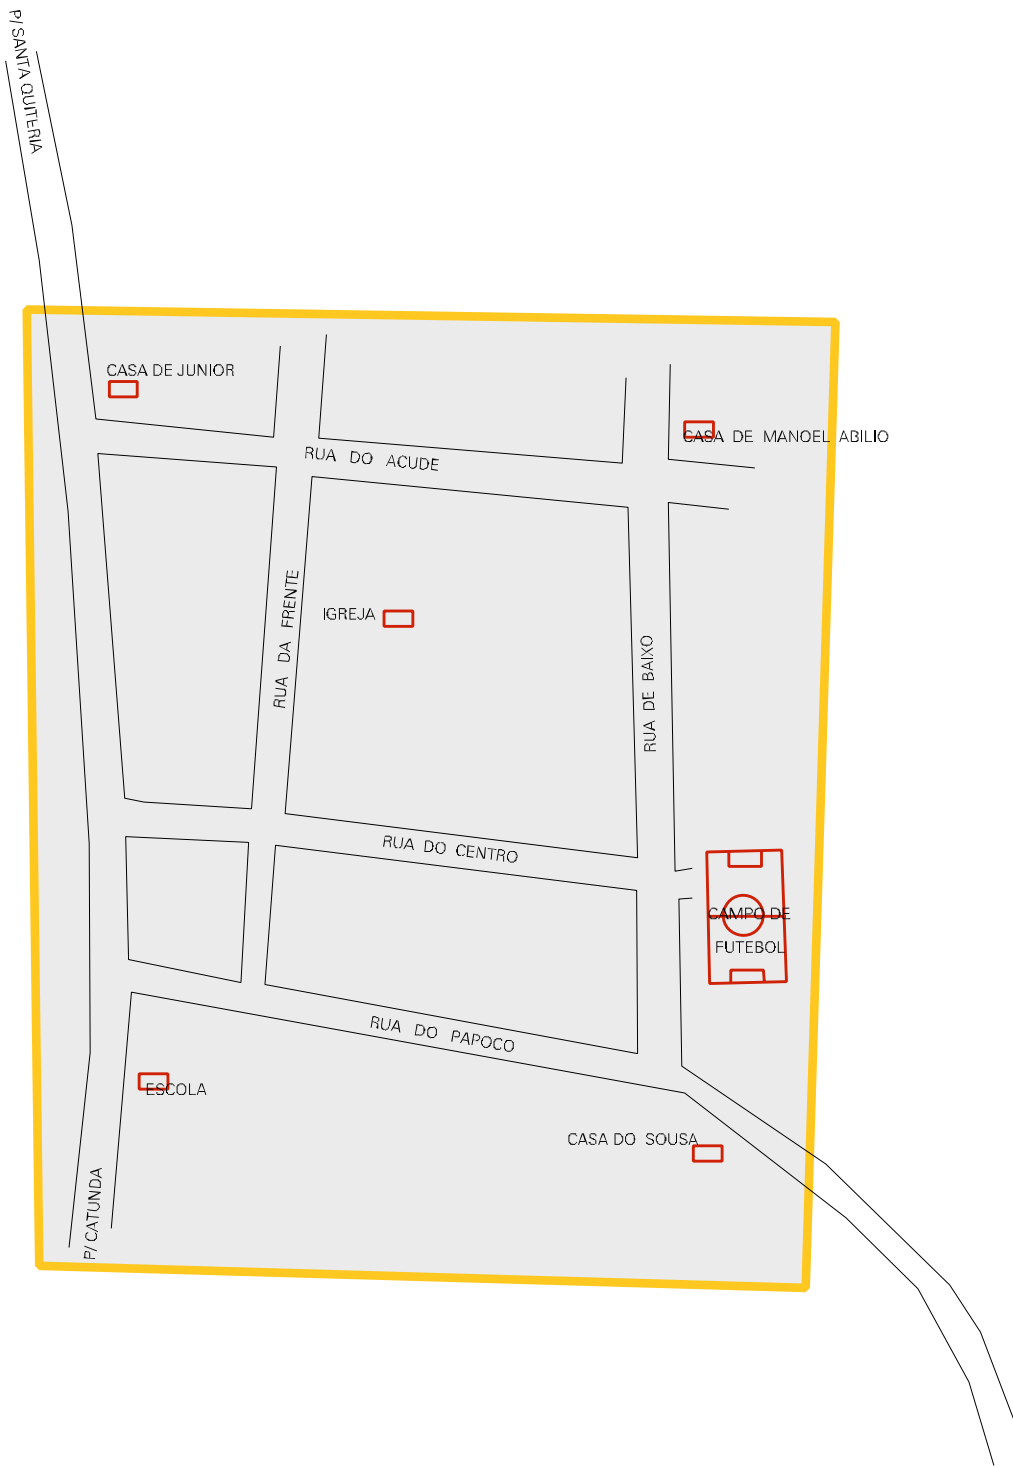 P/ SANTA QUITERIA
CASA DE JUNIOR
CASA DE MANOEL ABILIO
RUA DO ACUDE
RUA DA FRENTE
IGREJA
RUA DE BAIXO
RUA DO CENTRO
CAMPO DE
FUTEBOL
RUA DO PAPOCO
ESCOLA
CASA DO SOUSA
P/ CATUNDA